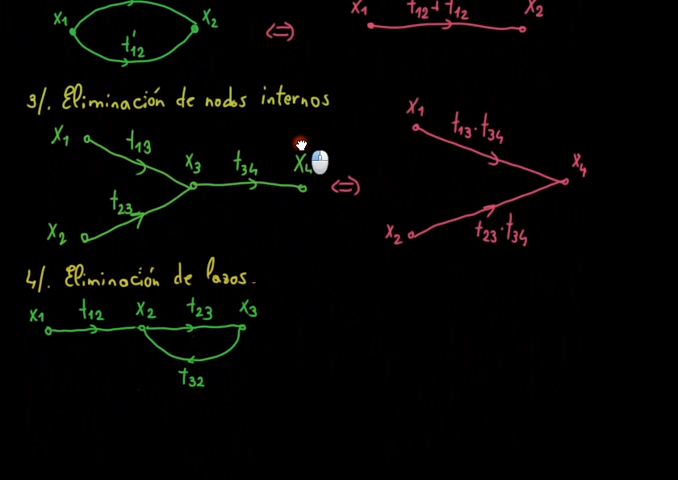 x1 x2 t'12 ⇔ x1 t12+t12 x2
3/. Eliminación de nodos internos
x1 t13 x3 t34 x4 x2 t23 ⇔ x1 t13·t34 x4 x2 t23·t34
4/. Eliminación de lazos.
x1 t12 x2 t23 x3
t32